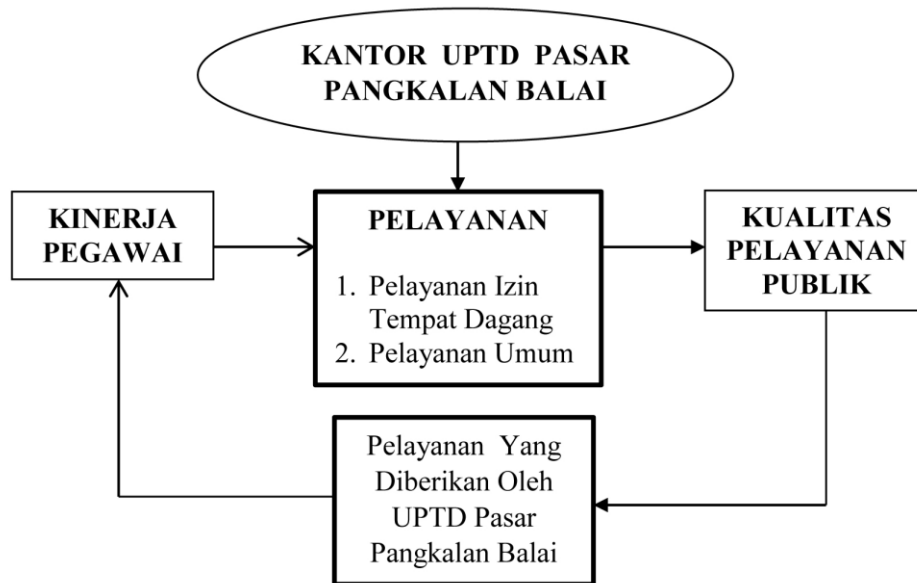 KANTOR UPTD PASAR
PANGKALAN BALAI
KINERJA
PEGAWAI
PELAYANAN
1. Pelayanan Izin
Tempat Dagang
2. Pelayanan Umum
KUALITAS
PELAYANAN
PUBLIK
Pelayanan Yang
Diberikan Oleh
UPTD Pasar
Pangkalan Balai